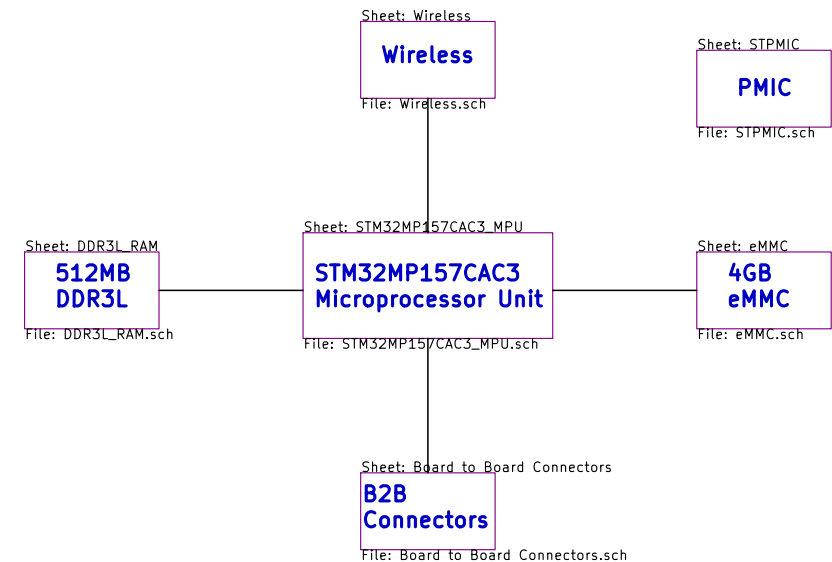 Sheet: Wireless
Wireless
File: Wireless.sch
Sheet: STPMIC
PMIC
File: STPMIC.sch
Sheet: DDR3L_RAM
512MB
DDR3L
File: DDR3L_RAM.sch
Sheet: STM32MP157CAC3_MPU
STM32MP157CAC3
Microprocessor Unit
File: STM32MP157CAC3_MPU.sch
Sheet: eMMC
4GB
eMMC
File: eMMC.sch
Sheet: Board to Board Connectors
B2B
Connectors
File: Board to Board Connectors.sch